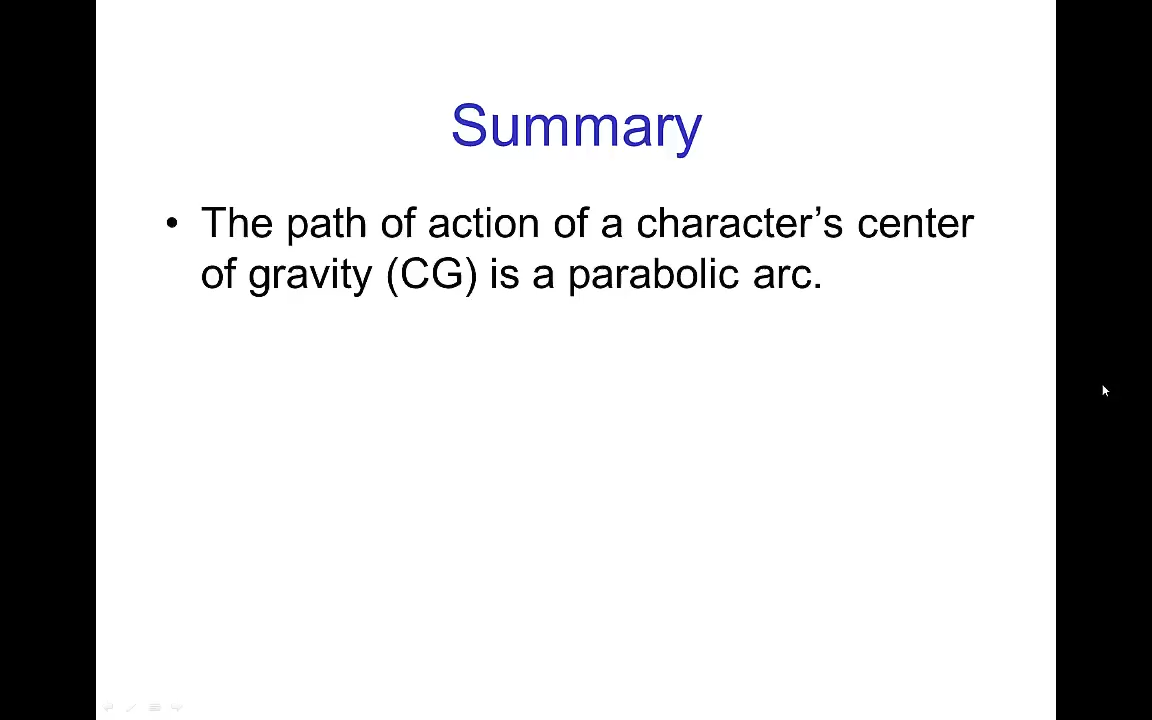 Summary
• The path of action of a character’s center
of gravity (CG) is a parabolic arc.